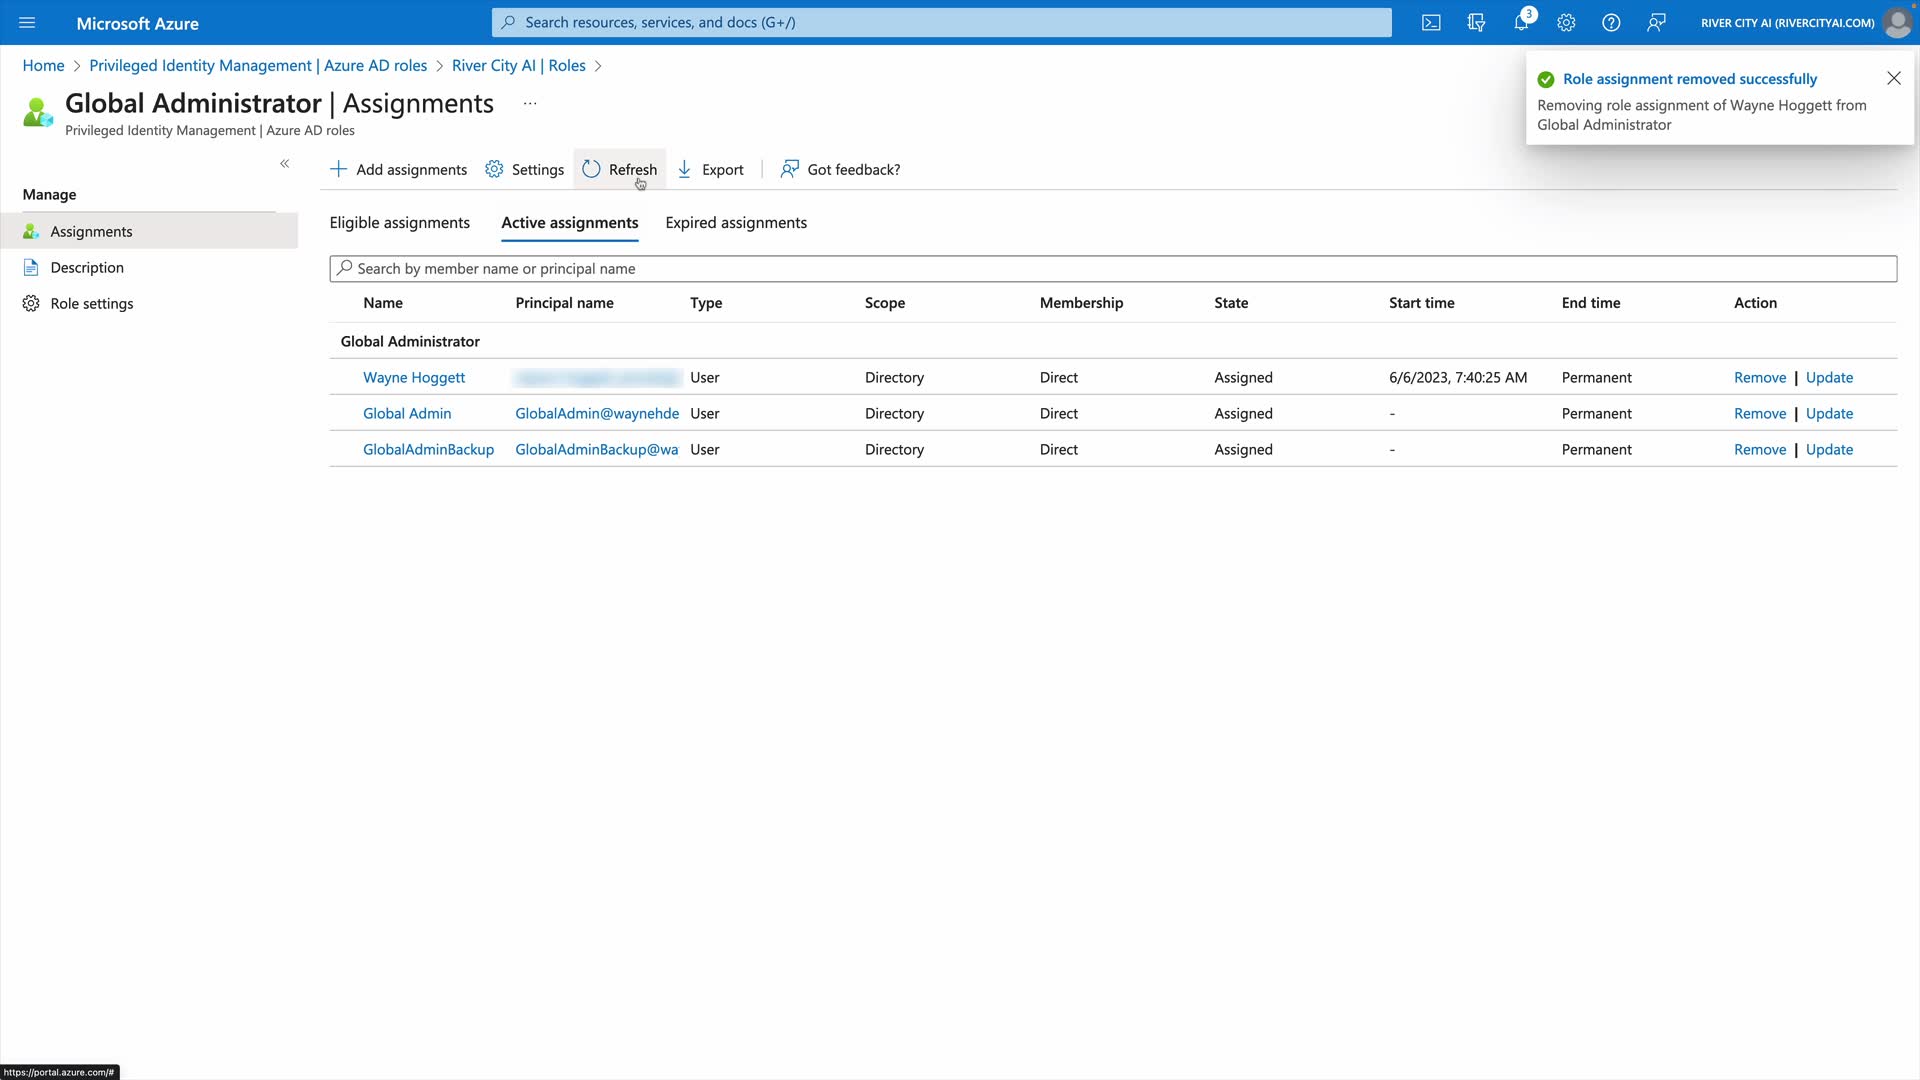 Microsoft Azure
Search resources, services, and docs (G+/)
3
RIVER CITY AI (RIVERCITYAI.COM)
Home > Privileged Identity Management | Azure AD roles > River City AI | Roles >
Role assignment removed successfully
Removing role assignment of Wayne Hoggett from
Global Administrator
Global Administrator | Assignments ...
Privileged Identity Management | Azure AD roles
«
Add assignments Settings Refresh Export | Got feedback?
Manage
Assignments
Description
Role settings
Eligible assignments Active assignments Expired assignments
Search by member name or principal name
Name Principal name Type Scope Membership State Start time End time Action
Global Administrator
Wayne Hoggett User Directory Direct Assigned 6/6/2023, 7:40:25 AM Permanent Remove | Update
Global Admin GlobalAdmin@waynehde User Directory Direct Assigned - Permanent Remove | Update
GlobalAdminBackup GlobalAdminBackup@wa User Directory Direct Assigned - Permanent Remove | Update
https://portal.azure.com/#